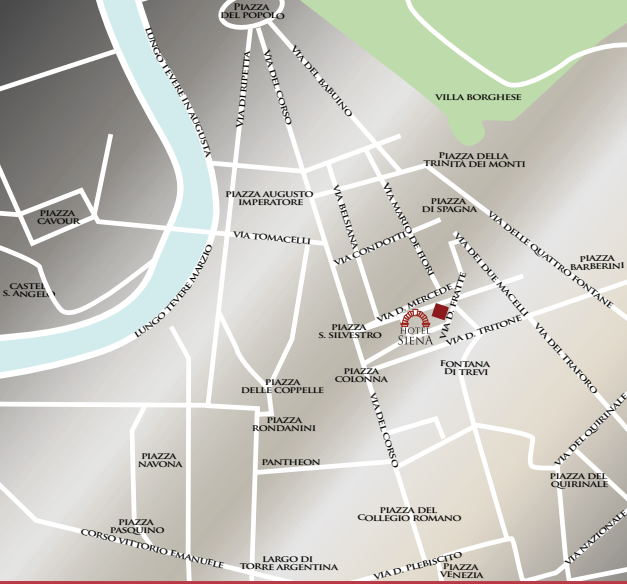 PIAZZA
DEL POPOLO
LUNGO TEVERE IN AUGUSTA
VIA DI RIPETTA
VIA DEL CORSO
VIA DEL BABUINO
VILLA BORGHESE
PIAZZA DELLA
TRINITÀ DEI MONTI
PIAZZA AUGUSTO
IMPERATORE
VIA BELSIANA
VIA MARIO DE' FIORI
PIAZZA
DI SPAGNA
PIAZZA
CAVOUR
VIA TOMACELLI
VIA CONDOTTI
VIA DEI DUE MACELLI
VIA DELLE QUATTRO FONTANE
PIAZZA
BARBERINI
CASTEL
S. ANGELO
LUNGO TEVERE MARZIO
VIA D. MERCEDE
VIA D. FRATTE
HOTEL
SIENA
PIAZZA
S. SILVESTRO
VIA D. TRITONE
VIA DEL TRAFORO
FONTANA
DI TREVI
PIAZZA
COLONNA
PIAZZA
DELLE COPPELLE
VIA DEL CORSO
PIAZZA
RONDANINI
VIA DEL QUIRINALE
PIAZZA
NAVONA
PANTHEON
PIAZZA DEL
QUIRINALE
PIAZZA DEL
COLLEGIO ROMANO
PIAZZA
PASQUINO
CORSO VITTORIO EMANUELE
VIA NAZIONALE
LARGO DI
TORRE ARGENTINA
VIA D. PLEBISCITO
PIAZZA
VENEZIA